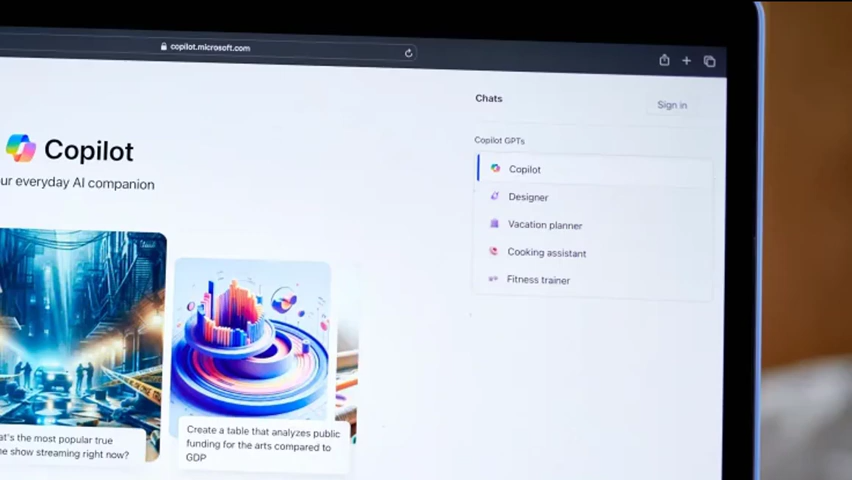 copilot.microsoft.com
Chats
Sign in
Copilot GPTs
Copilot
Designer
Vacation planner
Cooking assistant
Fitness trainer
Copilot
everyday AI companion
the most popular true
show streaming right now?
Create a table that analyzes public
funding for the arts compared to
GDP